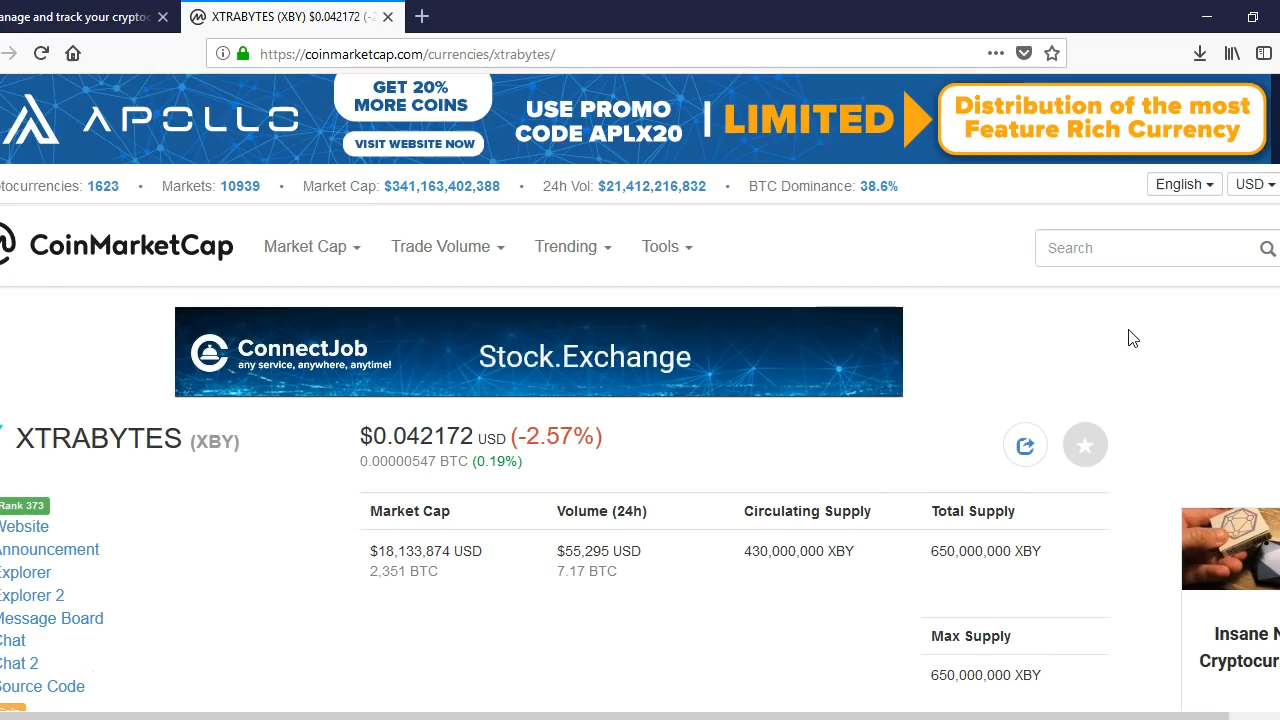 anage and track your cryptoc
XTRABYTES (XBY) $0.042172 (-2
https://coinmarketcap.com/currencies/xtrabytes/
APOLLO
GET 20%
MORE COINS
VISIT WEBSITE NOW
USE PROMO
CODE APLX20
LIMITED
Distribution of the most
Feature Rich Currency
tocurrencies: 1623 • Markets: 10939 • Market Cap: $341,163,402,388 • 24h Vol: $21,412,216,832 • BTC Dominance: 38.6%
English
USD
CoinMarketCap
Market Cap
Trade Volume
Trending
Tools
Search
ConnectJob
any service, anywhere, anytime!
Stock.Exchange
XTRABYTES (XBY)
$0.042172 USD (-2.57%)
0.00000547 BTC (0.19%)
Rank 373
Website
Announcement
Explorer
Explorer 2
Message Board
Chat
Chat 2
Source Code
Market Cap Volume (24h) Circulating Supply Total Supply
$18,133,874 USD $55,295 USD 430,000,000 XBY 650,000,000 XBY
2,351 BTC 7.17 BTC
Max Supply
650,000,000 XBY
Insane N
Cryptocur